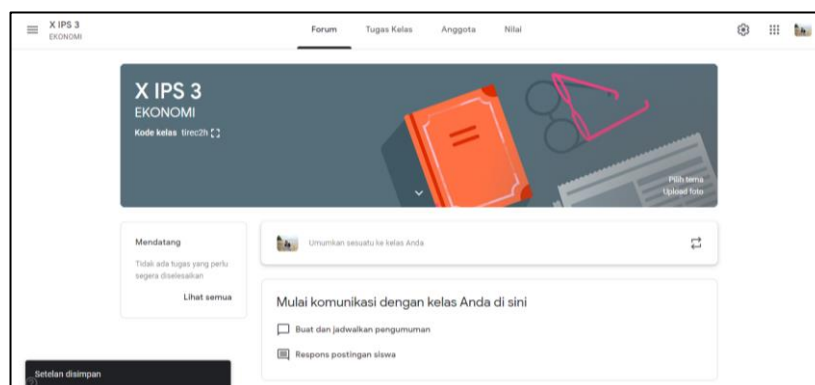 X IPS 3
EKONOMI
Forum Tugas Kelas Anggota Nilai
X IPS 3
EKONOMI
Kode kelas tirec2h
Pilih tema
Upload foto
Mendatang
Tidak ada tugas yang perlu
segera diselesaikan
Lihat semua
Umumkan sesuatu ke kelas Anda
Mulai komunikasi dengan kelas Anda di sini
Buat dan jadwalkan pengumuman
Respons postingan siswa
Setelan disimpan